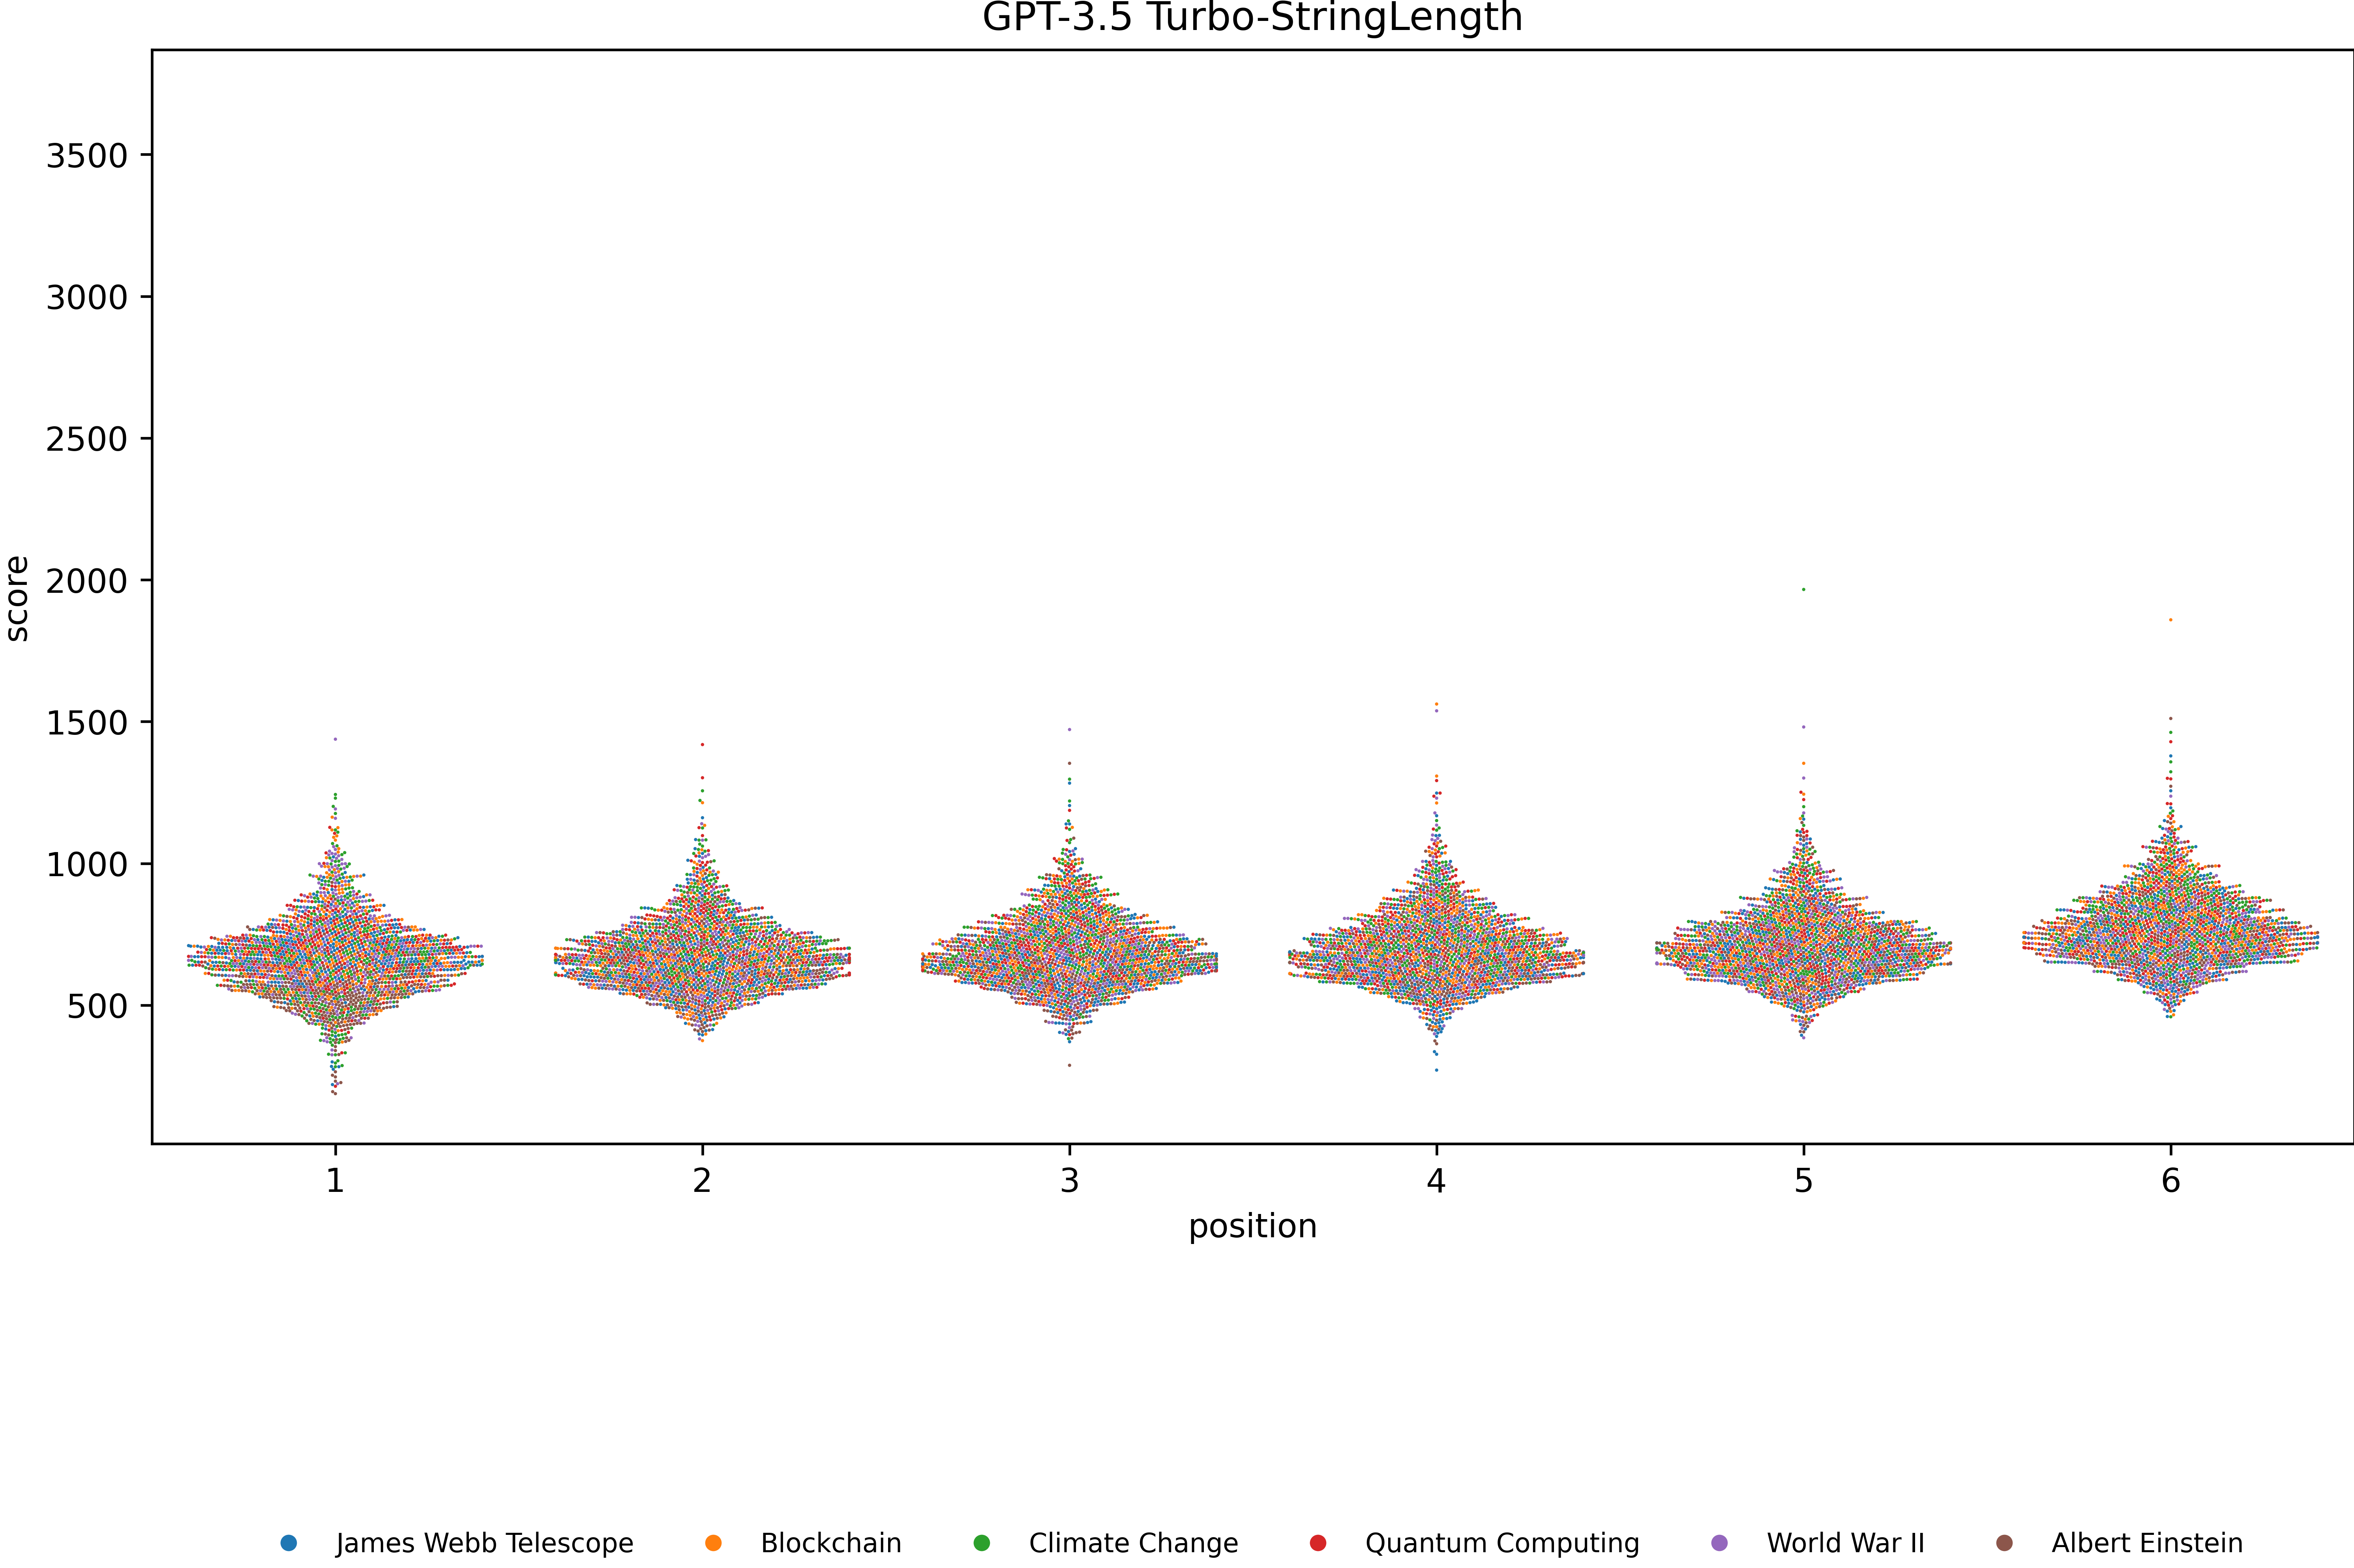 GPT-3.5 Turbo-StringLength
3500
3000
2500
2000
1500
1000
500
score
1 2 3 4 5 6
position
James Webb Telescope Blockchain Climate Change Quantum Computing World War II Albert Einstein